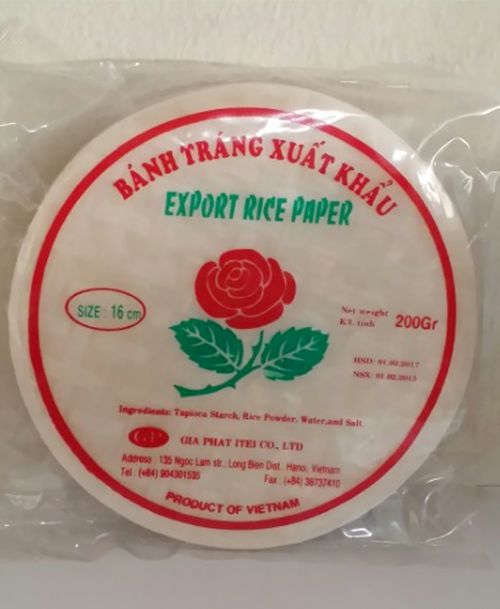 BÁNH TRÁNG XUẤT KHẨU
EXPORT RICE PAPER
SIZE : 16 cm
Net weight
K/l. tinh
200Gr
HSD: 01.02.2017
NSX: 01.02.2015
Ingredients: Tapioca Starch, Rice Powder, Water,and Salt.
GP
GIA PHAT ITEI CO., LTD
Address : 135 Ngoc Lam str., Long Bien Dist., Hanoi, Vietnam
Tel : (+84) 904301535
Fax : (+84) 38737410
PRODUCT OF VIETNAM